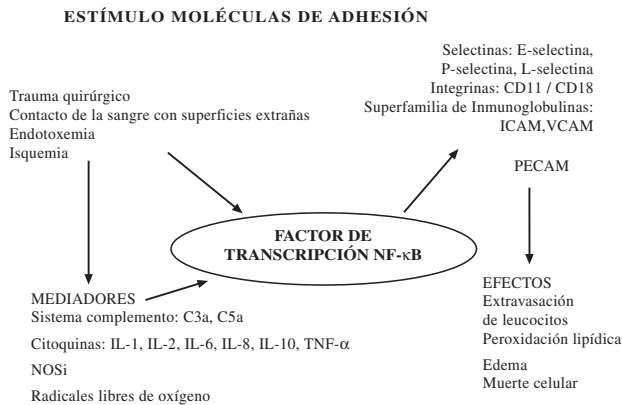 ESTÍMULO MOLÉCULAS DE ADHESIÓN
Selectinas: E-selectina,
P-selectina, L-selectina
Integrinas: CD11 / CD18
Superfamilia de Inmunoglobulinas:
ICAM,VCAM
PECAM
Trauma quirúrgico
Contacto de la sangre con superficies extrañas
Endotoxemia
Isquemia
FACTOR DE
TRANSCRIPCIÓN NF-κB
MEDIADORES
Sistema complemento: C3a, C5a
Citoquinas: IL-1, IL-2, IL-6, IL-8, IL-10, TNF-α
NOSi
Radicales libres de oxígeno
EFECTOS
Extravasación
de leucocitos
Peroxidación lipídica
Edema
Muerte celular